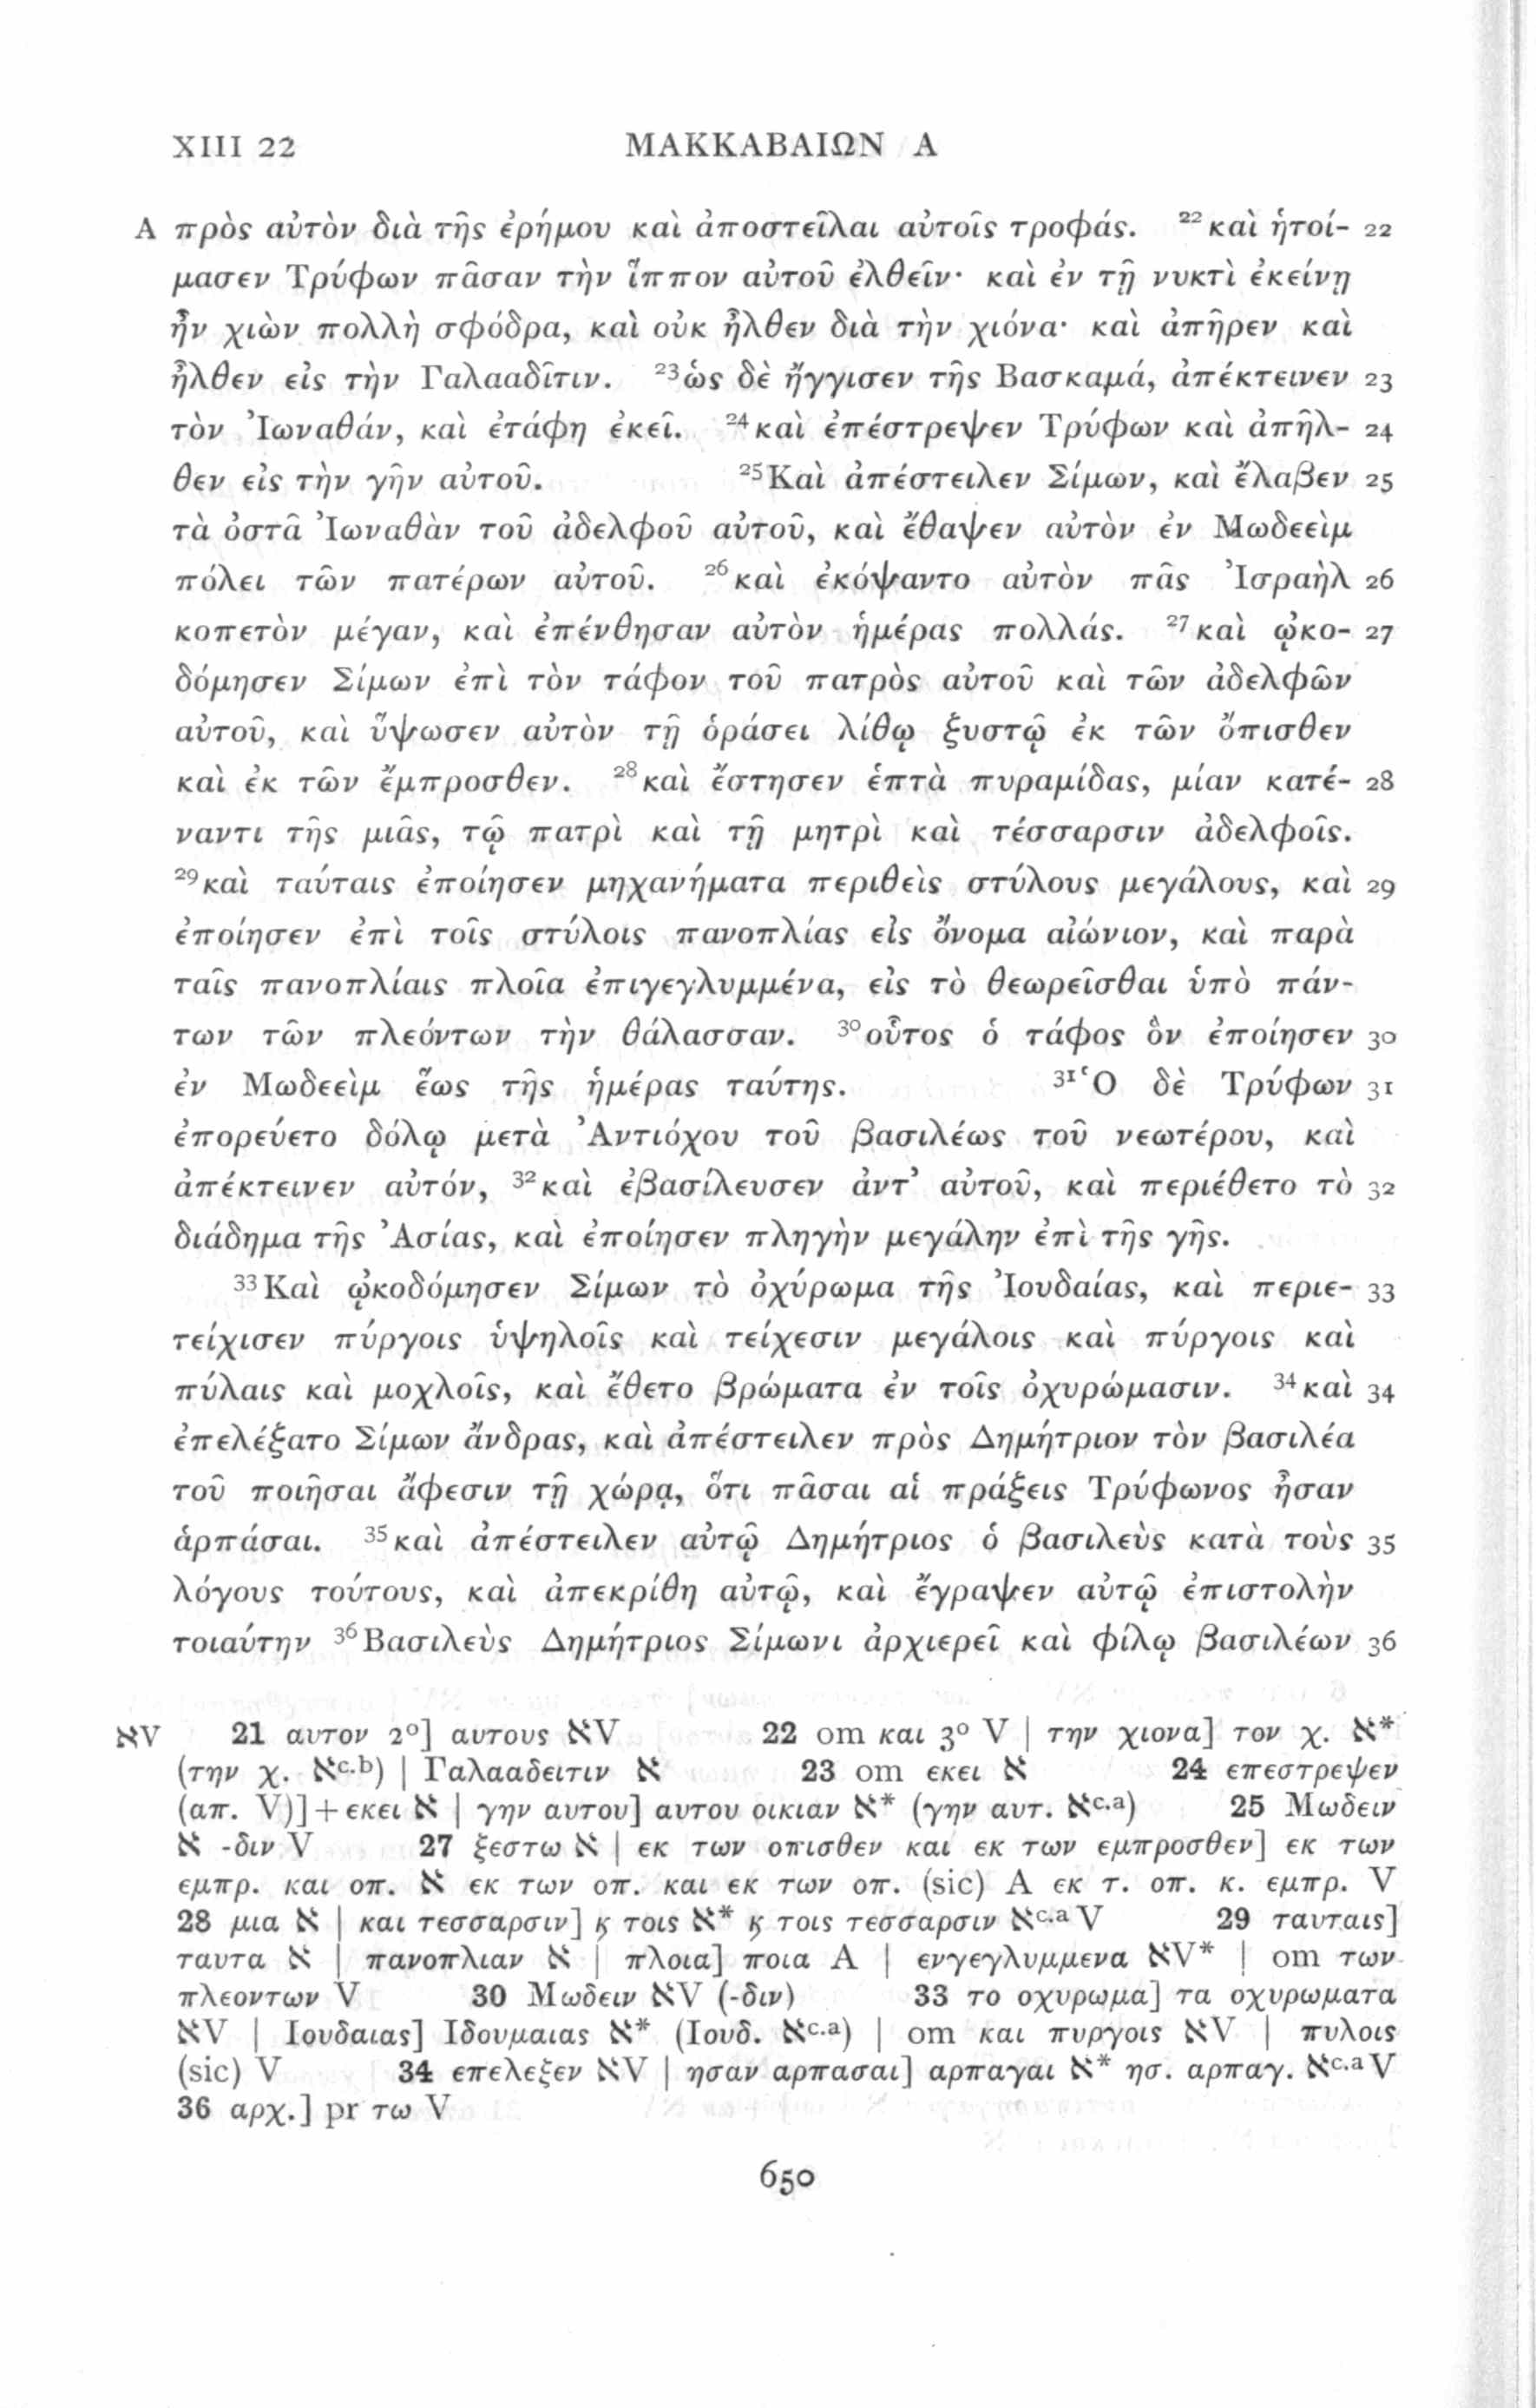 XIII 22 ΜΑΚΚΑΒΑΙΩΝ Α
A πρὸς αὐτὸν διὰ τῆς ἐρήμου καὶ ἀποστεῖλαι αὐτοῖς τροφάς. ²²καὶ ἡτοί- 22
μασεν Τρύφων πᾶσαν τὴν ἵππον αὐτοῦ ἐλθεῖν· καὶ ἐν τῇ νυκτὶ ἐκείνῃ
ἦν χιὼν πολλὴ σφόδρα, καὶ οὐκ ἦλθεν διὰ τὴν χιόνα· καὶ ἀπῆρεν καὶ
ἦλθεν εἰς τὴν Γαλααδῖτιν. ²³ὡς δὲ ἤγγισεν τῆς Βασκαμά, ἀπέκτεινεν 23
τὸν Ἰωναθάν, καὶ ἐτάφη ἐκεῖ. ²⁴καὶ ἐπέστρεψεν Τρύφων καὶ ἀπῆλ- 24
θεν εἰς τὴν γῆν αὐτοῦ. ²⁵Καὶ ἀπέστειλεν Σίμων, καὶ ἔλαβεν 25
τὰ ὀστᾶ Ἰωναθὰν τοῦ ἀδελφοῦ αὐτοῦ, καὶ ἔθαψεν αὐτὸν ἐν Μωδεεὶμ
πόλει τῶν πατέρων αὐτοῦ. ²⁶καὶ ἐκόψαντο αὐτὸν πᾶς Ἰσραὴλ 26
κοπετὸν μέγαν, καὶ ἐπένθησαν αὐτὸν ἡμέρας πολλάς. ²⁷καὶ ᾠκο- 27
δόμησεν Σίμων ἐπὶ τὸν τάφον τοῦ πατρὸς αὐτοῦ καὶ τῶν ἀδελφῶν
αὐτοῦ, καὶ ὕψωσεν αὐτὸν τῇ ὁράσει λίθῳ ξυστῷ ἐκ τῶν ὄπισθεν
καὶ ἐκ τῶν ἔμπροσθεν. ²⁸καὶ ἔστησεν ἑπτὰ πυραμίδας, μίαν κατέ- 28
ναντι τῆς μιᾶς, τῷ πατρὶ καὶ τῇ μητρὶ καὶ τέσσαρσιν ἀδελφοῖς.
²⁹καὶ ταύταις ἐποίησεν μηχανήματα περιθεὶς στύλους μεγάλους, καὶ 29
ἐποίησεν ἐπὶ τοῖς στύλοις πανοπλίας εἰς ὄνομα αἰώνιον, καὶ παρὰ
ταῖς πανοπλίαις πλοῖα ἐπιγεγλυμμένα, εἰς τὸ θεωρεῖσθαι ὑπὸ πάν-
των τῶν πλεόντων τὴν θάλασσαν. ³⁰οὗτος ὁ τάφος ὃν ἐποίησεν 30
ἐν Μωδεεὶμ ἕως τῆς ἡμέρας ταύτης. ³¹Ὁ δὲ Τρύφων 31
ἐπορεύετο δόλῳ μετὰ Ἀντιόχου τοῦ βασιλέως τοῦ νεωτέρου, καὶ
ἀπέκτεινεν αὐτόν, ³²καὶ ἐβασίλευσεν ἀντʼ αὐτοῦ, καὶ περιέθετο τὸ 32
διάδημα τῆς Ἀσίας, καὶ ἐποίησεν πληγὴν μεγάλην ἐπὶ τῆς γῆς.
³³Καὶ ᾠκοδόμησεν Σίμων τὸ ὀχύρωμα τῆς Ἰουδαίας, καὶ περιε- 33
τείχισεν πύργοις ὑψηλοῖς καὶ τείχεσιν μεγάλοις καὶ πύργοις καὶ
πύλαις καὶ μοχλοῖς, καὶ ἔθετο βρώματα ἐν τοῖς ὀχυρώμασιν. ³⁴καὶ 34
ἐπελέξατο Σίμων ἄνδρας, καὶ ἀπέστειλεν πρὸς Δημήτριον τὸν βασιλέα
τοῦ ποιῆσαι ἄφεσιν τῇ χώρᾳ, ὅτι πᾶσαι αἱ πράξεις Τρύφωνος ἦσαν
ἁρπάσαι. ³⁵καὶ ἀπέστειλεν αὐτῷ Δημήτριος ὁ βασιλεὺς κατὰ τοὺς 35
λόγους τούτους, καὶ ἀπεκρίθη αὐτῷ, καὶ ἔγραψεν αὐτῷ ἐπιστολὴν
τοιαύτην ³⁶Βασιλεὺς Δημήτριος Σίμωνι ἀρχιερεῖ καὶ φίλῳ βασιλέων 36
אV 21 αυτον 2°] αυτους אV 22 om και 3° V | την χιονα] τον χ. א*
(την χ. א^c.b) | Γαλααδειτιν א 23 om εκει א 24 επεστρεψεν
(απ. V)]+εκει א | γην αυτου] αυτου οικιαν א* (γην αυτ. א^c.a) 25 Μωδειν
א -διν V 27 ξεστω א | εκ των οπισθεν και εκ των εμπροσθεν] εκ των
εμπρ. και οπ. א εκ των οπ. και εκ των οπ. (sic) A εκ τ. οπ. κ. εμπρ. V
28 μια א | και τεσσαρσιν] ϗ τοις א* ϗ τοις τεσσαρσιν א^c.a V 29 ταυταις]
ταυτα א | πανοπλιαν א | πλοια] ποια A | ενγεγλυμμενα אV* | om των
πλεοντων V 30 Μωδειν אV (-διν) 33 το οχυρωμα] τα οχυρωματα
אV | Ιουδαιας] Ιδουμαιας א* (Ιουδ. א^c.a) | om και πυργοις אV | πυλοις
(sic) V 34 επελεξεν אV | ησαν αρπασαι] αρπαγαι א* ησ. αρπαγ. א^c.a V
36 αρχ.] pr τω V
650